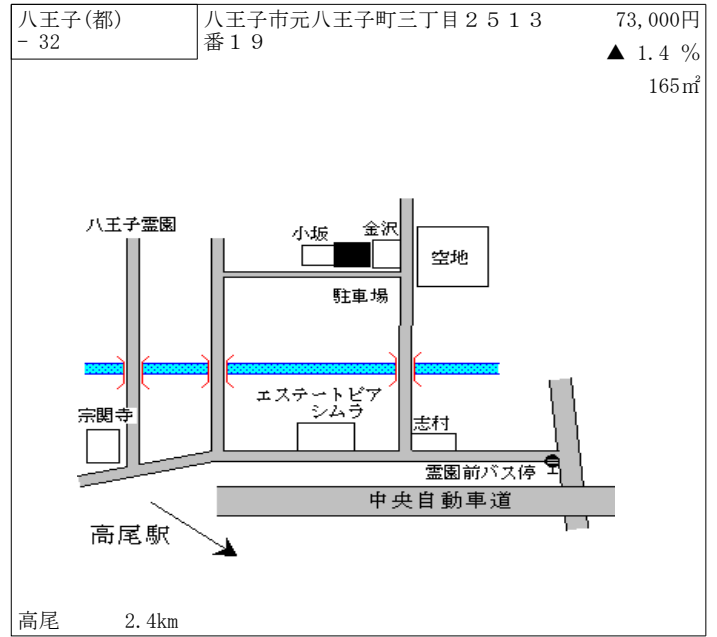 八王子(都)
- 32
八王子市元八王子町三丁目２５１３
番１９
73,000円
▲ 1.4 %
165㎡
八王子霊園
小坂
金沢
空地
駐車場
エステートピア
シムラ
宗関寺
志村
霊園前バス停
中央自動車道
高尾駅
高尾 2.4km